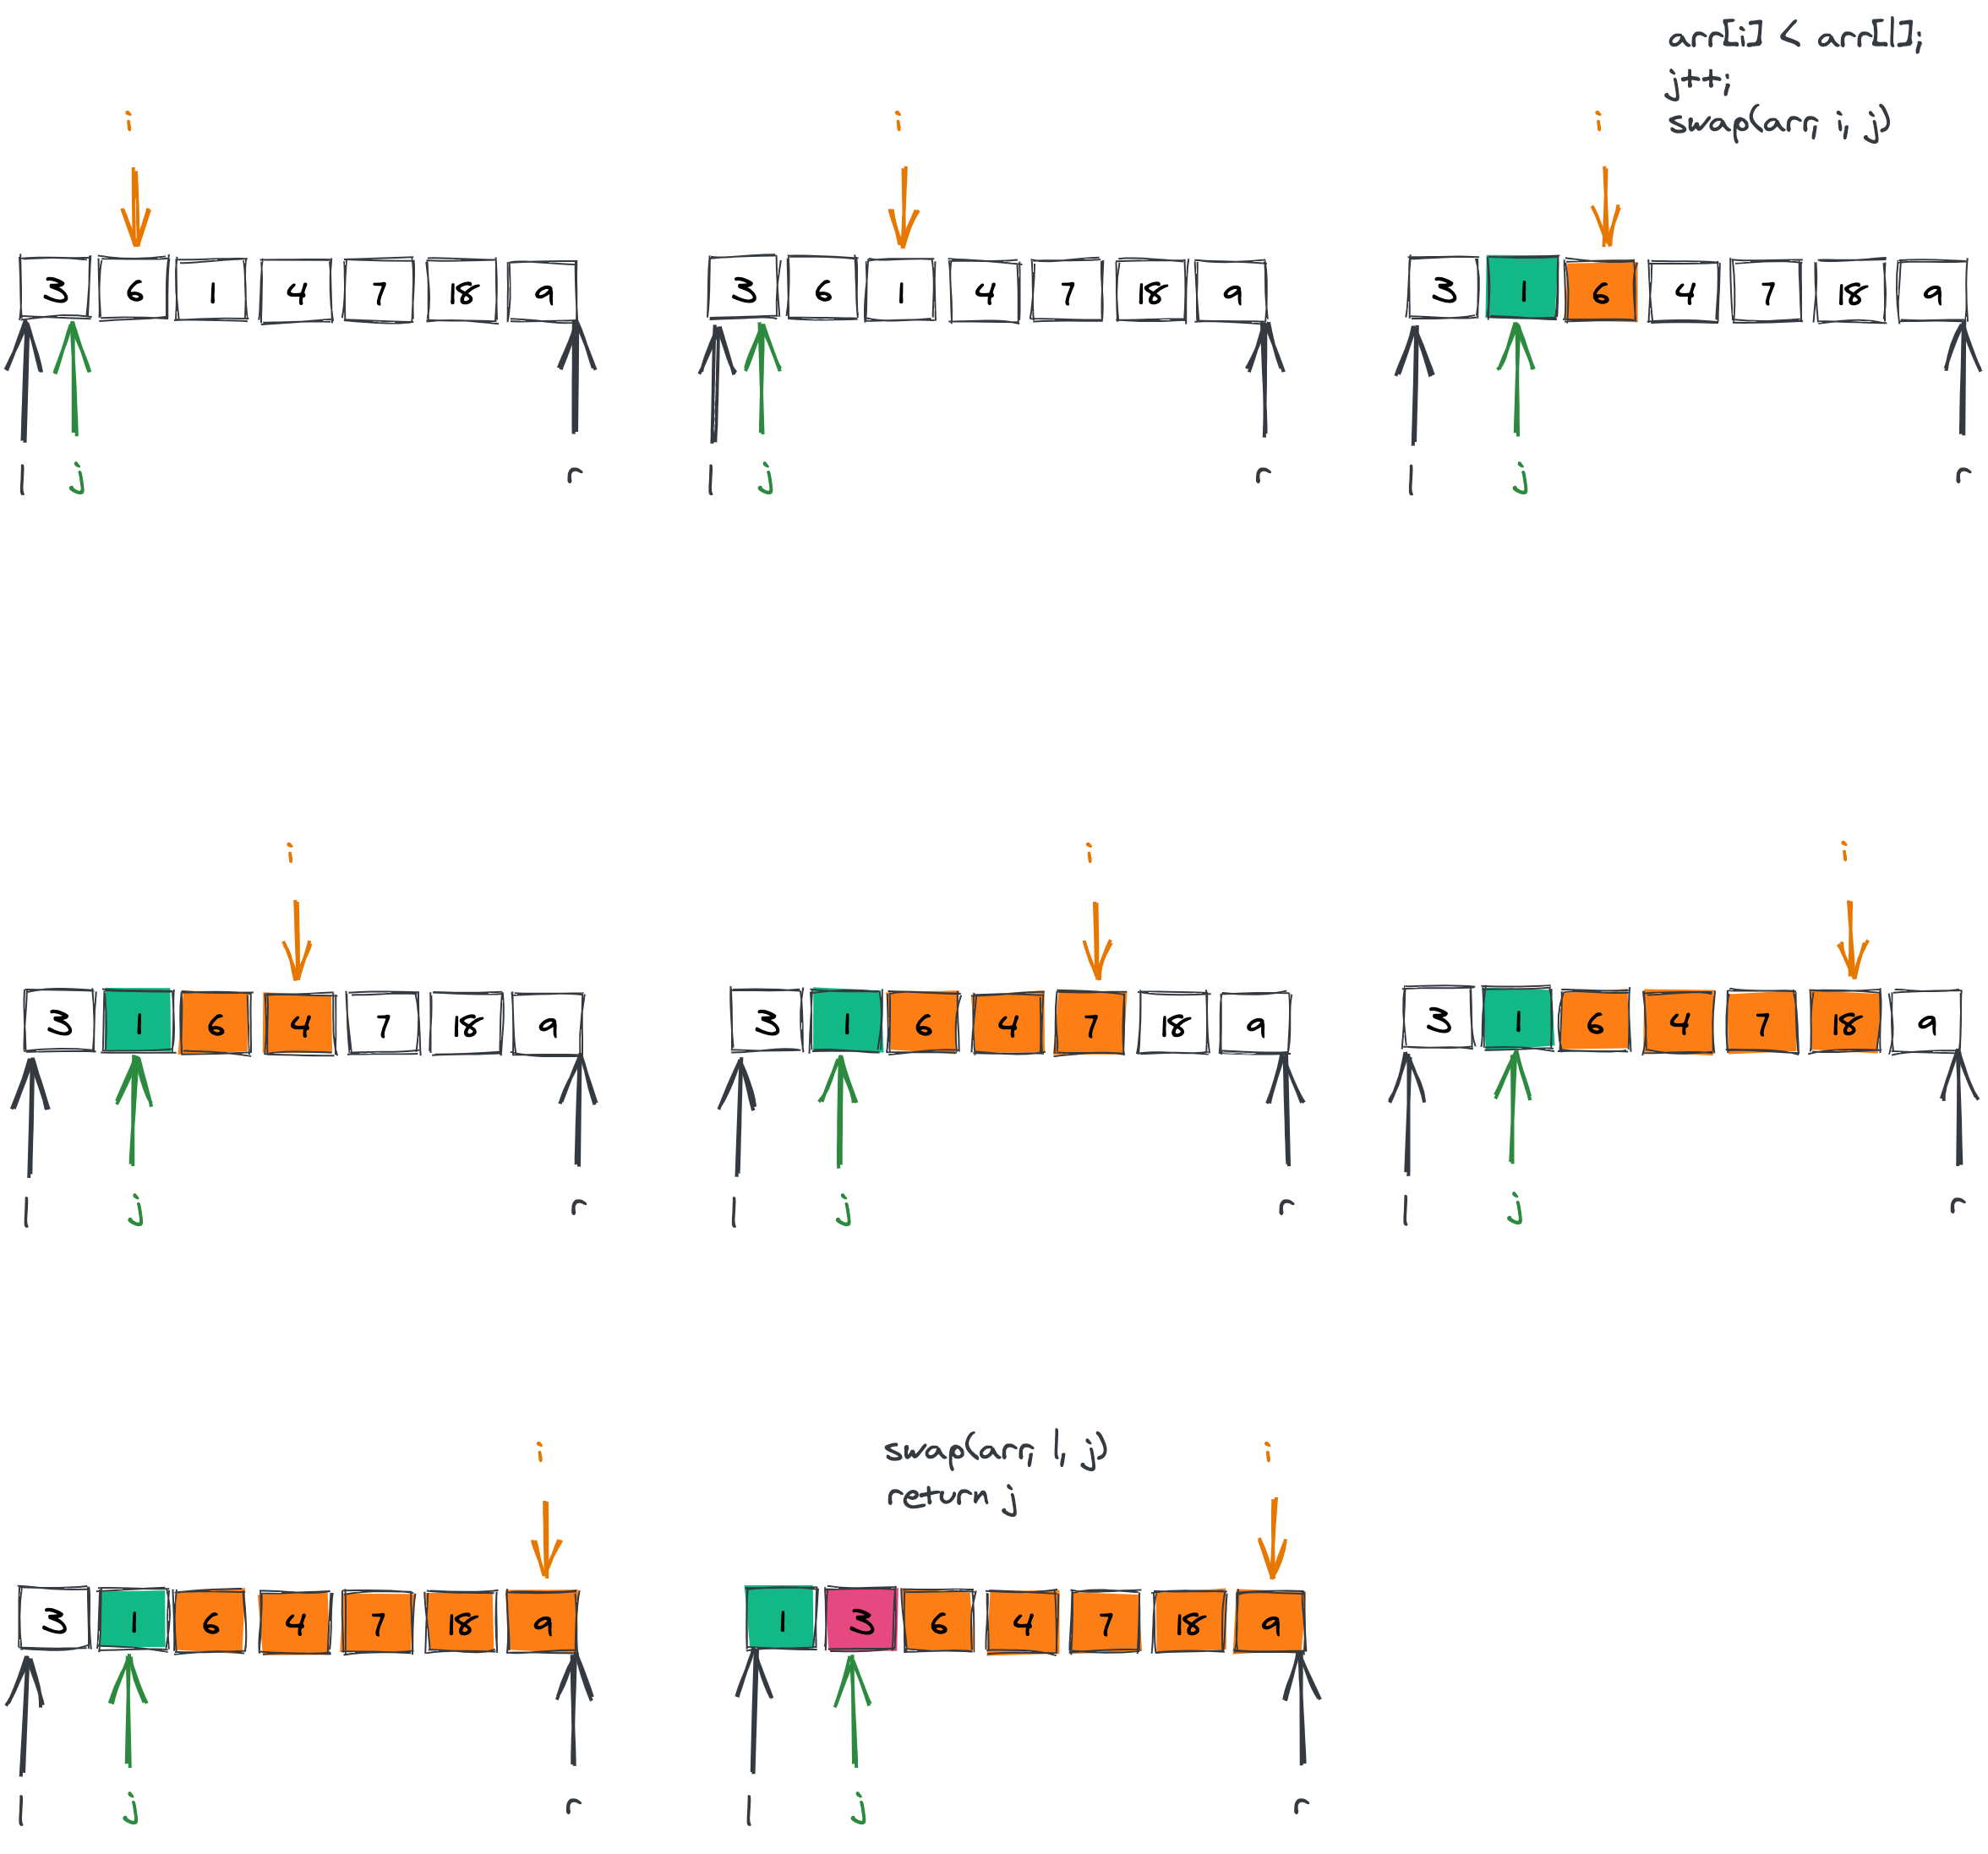 arr[i] < arr[l];
j++;
swap(arr, i, j)
i
i
i
3 6 1 4 7 18 9
3 6 1 4 7 18 9
3 1 6 4 7 18 9
l j r
l j r
l j r
i
i
i
3 1 6 4 7 18 9
3 1 6 4 7 18 9
3 1 6 4 7 18 9
l j r
l j r
l j r
swap(arr, l, j)
return j
i
i
3 1 6 4 7 18 9
1 3 6 4 7 18 9
l j r
l j r